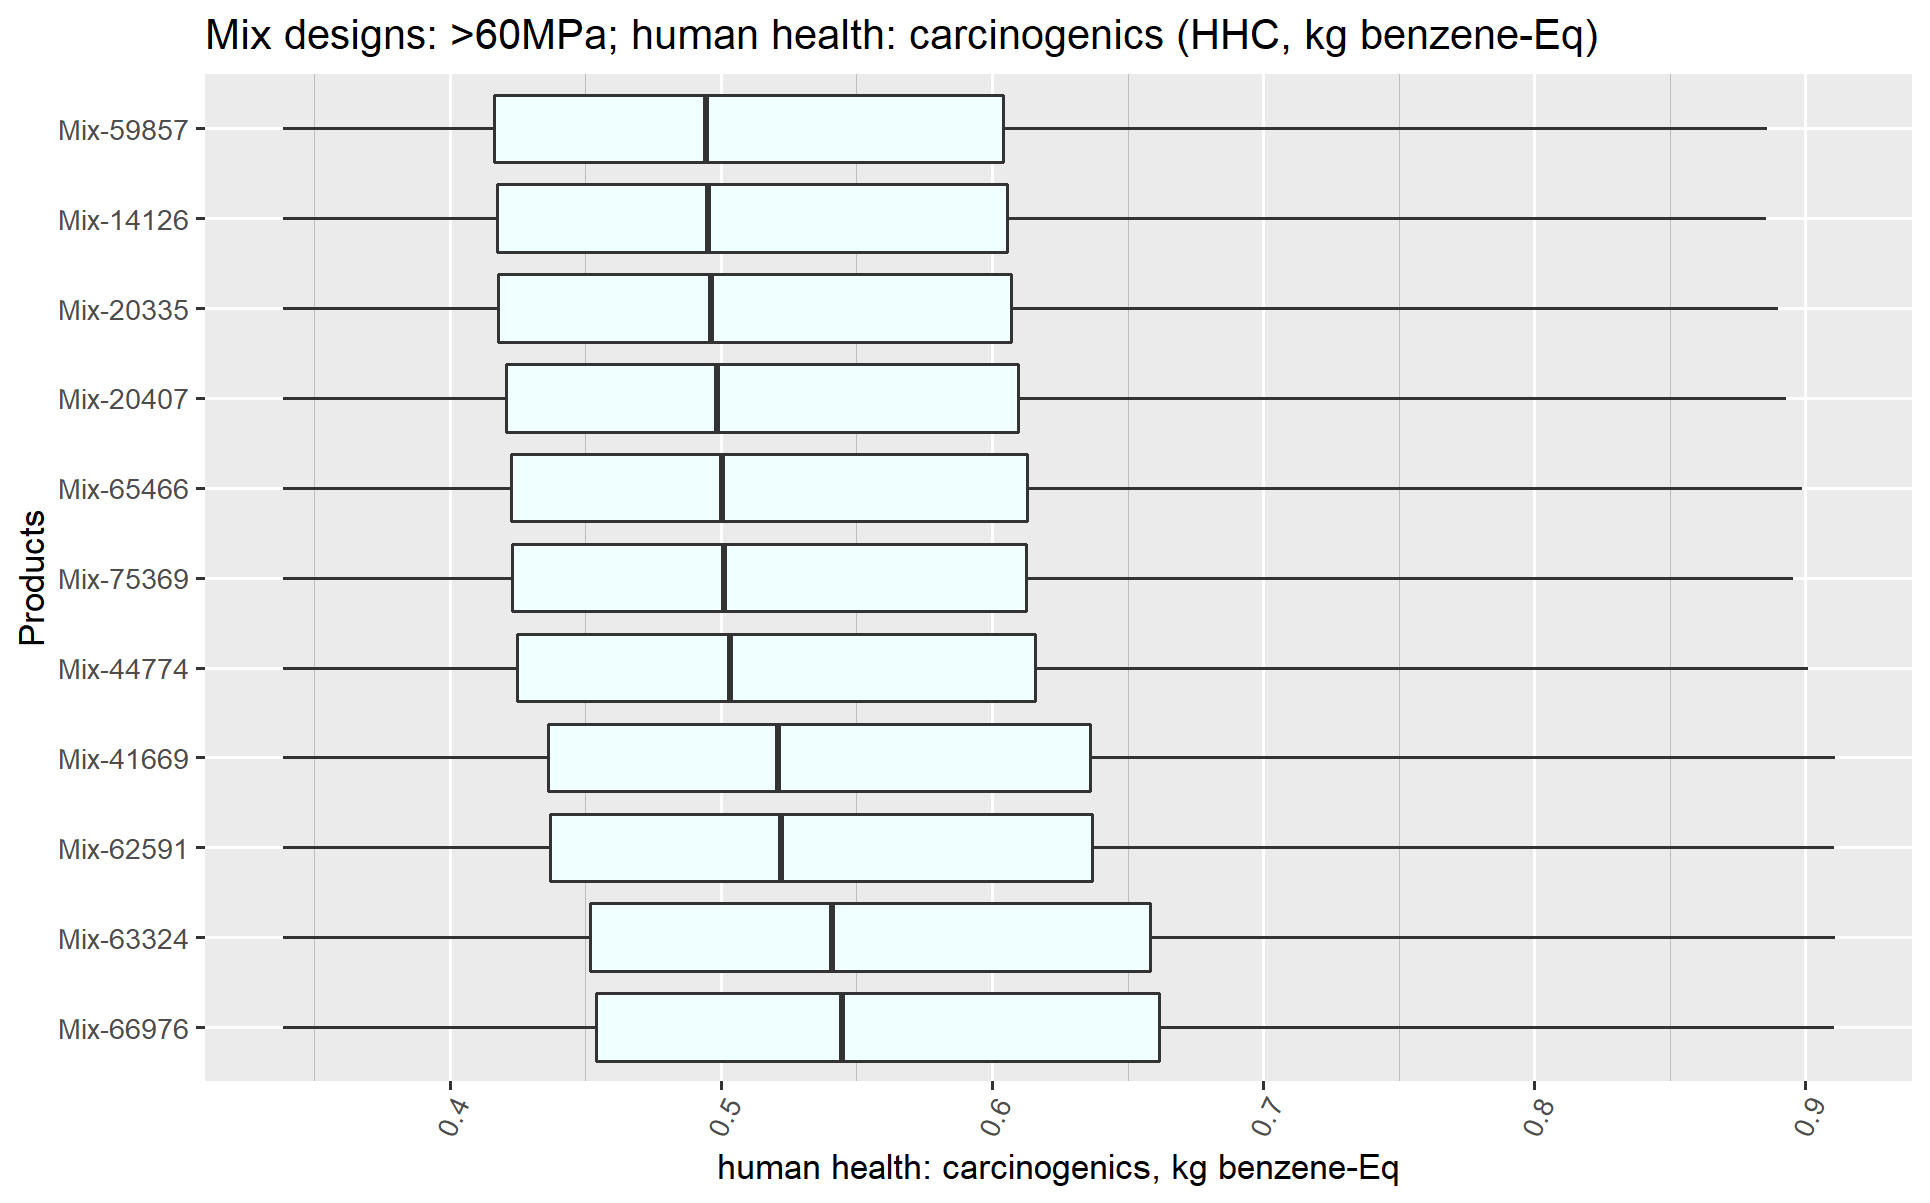 Mix designs: >60MPa; human health: carcinogenics (HHC, kg benzene-Eq)
Products
Mix-59857
Mix-14126
Mix-20335
Mix-20407
Mix-65466
Mix-75369
Mix-44774
Mix-41669
Mix-62591
Mix-63324
Mix-66976
0.4
0.5
0.6
0.7
0.8
0.9
human health: carcinogenics, kg benzene-Eq